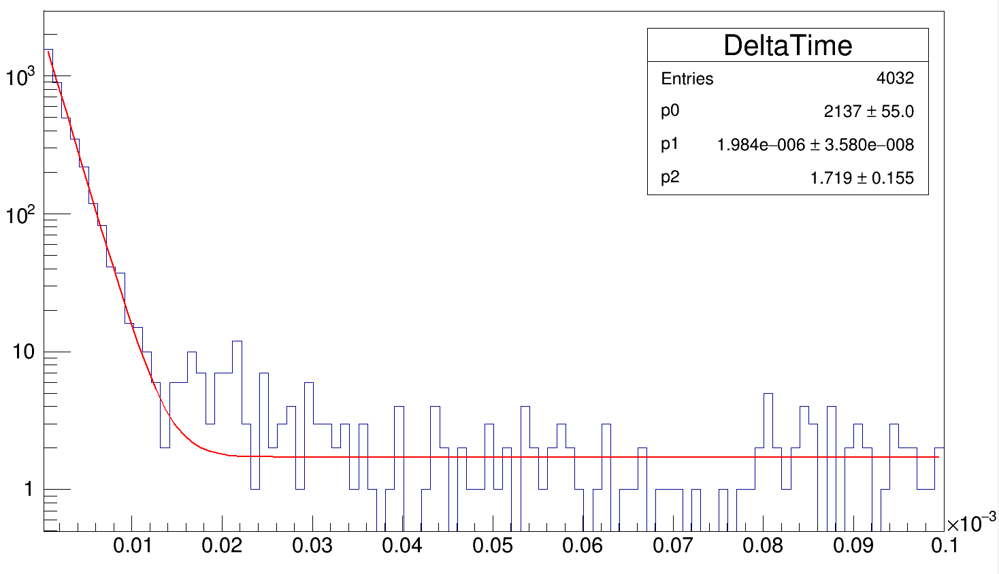 DeltaTime
Entries 4032
p0 2137 ± 55.0
p1 1.984e−006 ± 3.580e−008
p2 1.719 ± 0.155
10³
10²
10
1
0.01 0.02 0.03 0.04 0.05 0.06 0.07 0.08 0.09 0.1
×10⁻³